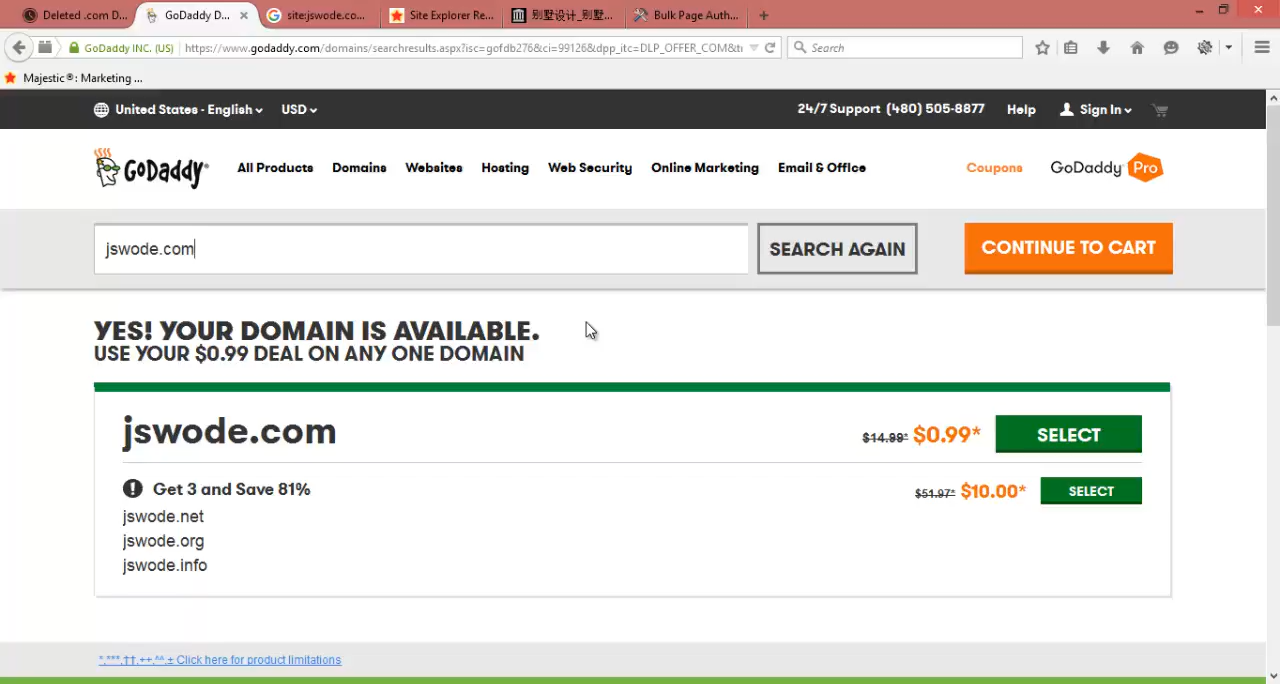 Deleted .com D...
GoDaddy D...
site:jswode.co...
Site Explorer Re...
别墅设计_别墅...
Bulk Page Auth...
GoDaddy INC. (US)
https://www.godaddy.com/domains/searchresults.aspx?isc=gofdb276&ci=99126&dpp_itc=DLP_OFFER_COM&t
Search
Majestic®: Marketing ...
United States - English
USD
24/7 Support (480) 505-8877
Help
Sign In
GoDaddy
All Products
Domains
Websites
Hosting
Web Security
Online Marketing
Email & Office
Coupons
GoDaddy Pro
jswode.com
SEARCH AGAIN
CONTINUE TO CART
YES! YOUR DOMAIN IS AVAILABLE.
USE YOUR $0.99 DEAL ON ANY ONE DOMAIN
jswode.com
$14.99* $0.99*
SELECT
Get 3 and Save 81%
$51.97* $10.00*
SELECT
jswode.net
jswode.org
jswode.info
*,**,††,++,^^,± Click here for product limitations